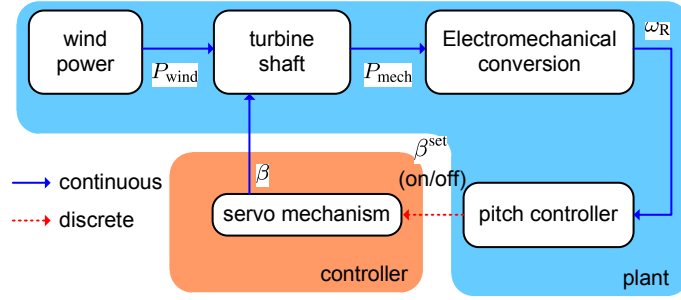 wind
power
P_wind
turbine
shaft
P_mech
Electromechanical
conversion
ω_R
β
β^set
(on/off)
continuous
discrete
servo mechanism
pitch controller
controller
plant